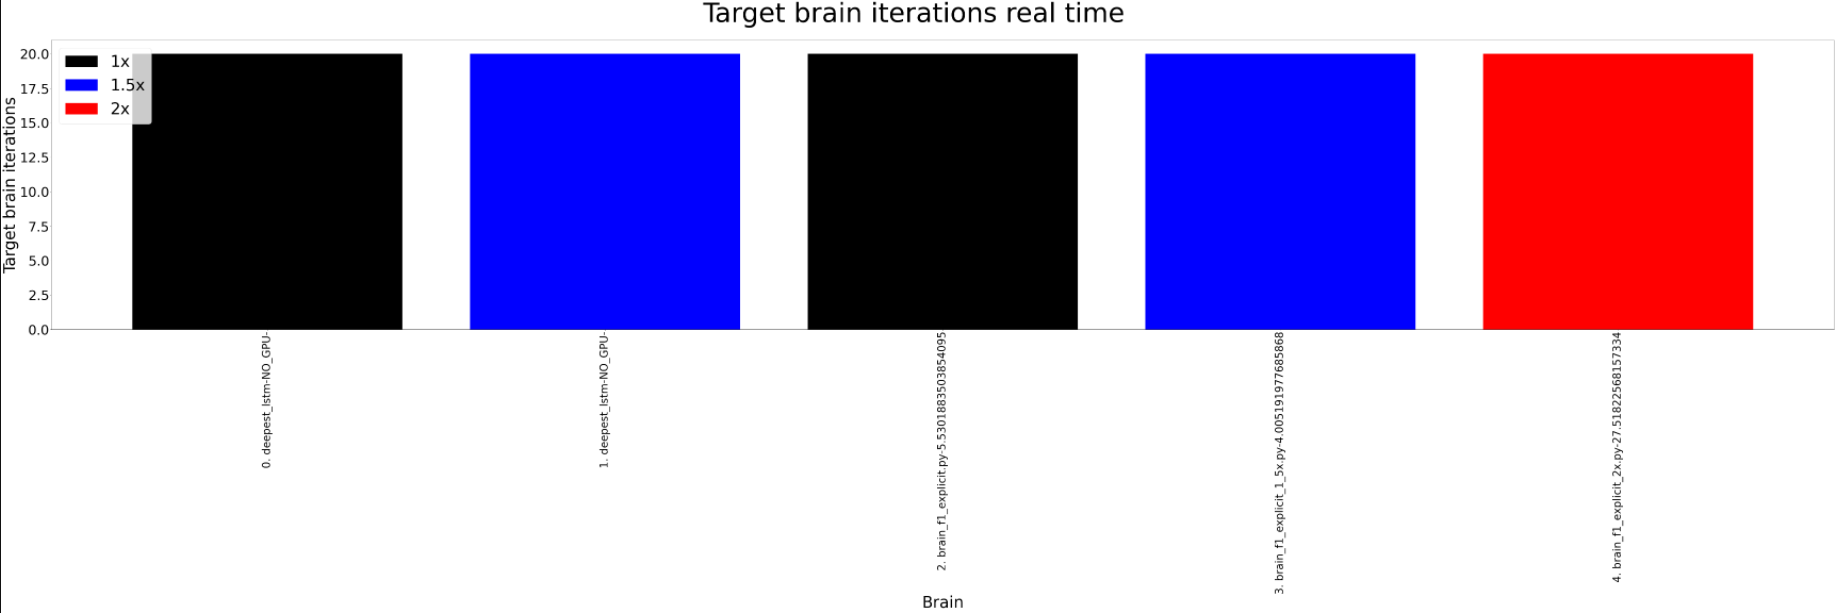 Target brain iterations real time
Target brain iterations
20.0
17.5
15.0
12.5
10.0
7.5
5.0
2.5
0.0
1x
1.5x
2x
0. deepest_lstm-NO_GPU-
1. deepest_lstm-NO_GPU-
2. brain_f1_explicit.py-5.5301883503854095
3. brain_f1_explicit_1_5x.py-4.005191977685868
4. brain_f1_explicit_2x.py-27.51822568157334
Brain